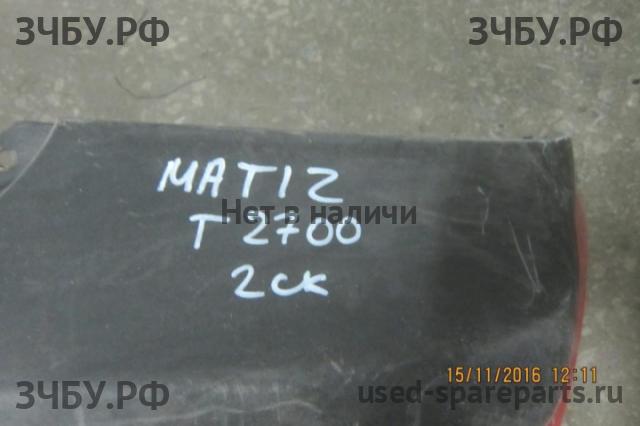 ЗЧБУ.РФ ЗЧБУ.РФ
MATIZ
Нет в наличи
T 2700
2ск
15/11/2016 12:11
ЗЧБУ.РФ used-spareparts.ru